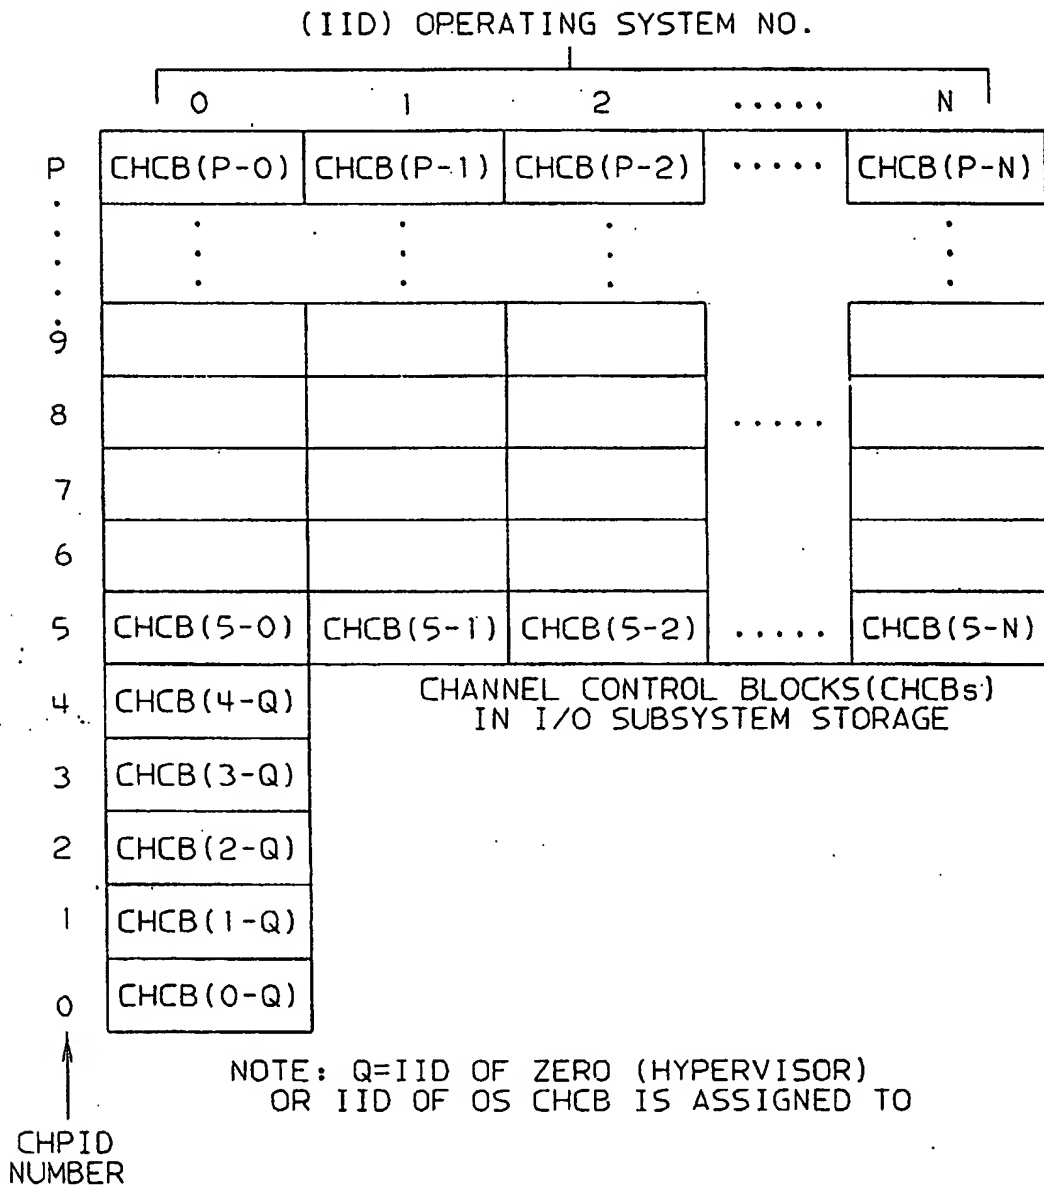 (IID) OPERATING SYSTEM NO.
0 1 2 ..... N
P CHCB(P-0) CHCB(P-1) CHCB(P-2) ..... CHCB(P-N)
9
8 .....
7
6
5 CHCB(5-0) CHCB(5-1) CHCB(5-2) ..... CHCB(5-N)
4 CHCB(4-Q) CHANNEL CONTROL BLOCKS(CHCBs)
IN I/O SUBSYSTEM STORAGE
3 CHCB(3-Q)
2 CHCB(2-Q)
1 CHCB(1-Q)
0 CHCB(0-Q)
NOTE: Q=IID OF ZERO (HYPERVISOR)
OR IID OF OS CHCB IS ASSIGNED TO
CHPID
NUMBER